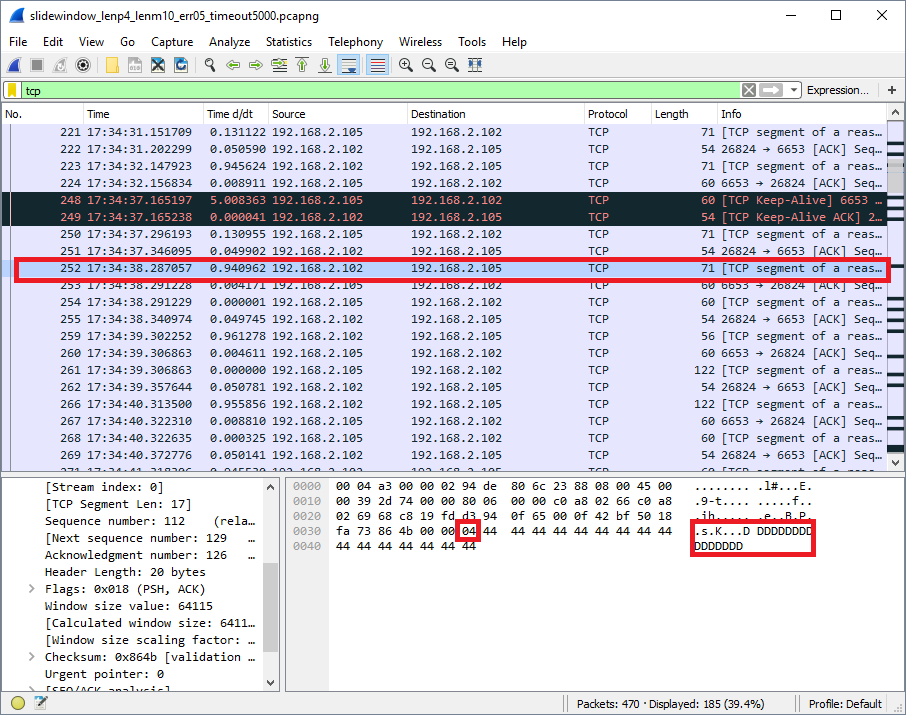 slidewindow_lenp4_lenm10_err05_timeout5000.pcapng
File Edit View Go Capture Analyze Statistics Telephony Wireless Tools Help
tcp Expression... +
No. Time Time d/dt Source Destination Protocol Length Info
221 17:34:31.151709 0.131122 192.168.2.105 192.168.2.102 TCP 71 [TCP segment of a reas…
222 17:34:31.202299 0.050590 192.168.2.102 192.168.2.105 TCP 54 26824 → 6653 [ACK] Seq…
223 17:34:32.147923 0.945624 192.168.2.102 192.168.2.105 TCP 71 [TCP segment of a reas…
224 17:34:32.156834 0.008911 192.168.2.105 192.168.2.102 TCP 60 6653 → 26824 [ACK] Seq…
248 17:34:37.165197 5.008363 192.168.2.105 192.168.2.102 TCP 60 [TCP Keep-Alive] 6653 …
249 17:34:37.165238 0.000041 192.168.2.102 192.168.2.105 TCP 54 [TCP Keep-Alive ACK] 2…
250 17:34:37.296193 0.130955 192.168.2.105 192.168.2.102 TCP 71 [TCP segment of a reas…
251 17:34:37.346095 0.049902 192.168.2.102 192.168.2.105 TCP 54 26824 → 6653 [ACK] Seq…
252 17:34:38.287057 0.940962 192.168.2.102 192.168.2.105 TCP 71 [TCP segment of a reas…
253 17:34:38.291228 0.004171 192.168.2.105 192.168.2.102 TCP 60 6653 → 26824 [ACK] Seq…
254 17:34:38.291229 0.000001 192.168.2.105 192.168.2.102 TCP 60 [TCP segment of a reas…
255 17:34:38.340974 0.049745 192.168.2.102 192.168.2.105 TCP 54 26824 → 6653 [ACK] Seq…
259 17:34:39.302252 0.961278 192.168.2.102 192.168.2.105 TCP 56 [TCP segment of a reas…
260 17:34:39.306863 0.004611 192.168.2.105 192.168.2.102 TCP 60 6653 → 26824 [ACK] Seq…
261 17:34:39.306863 0.000000 192.168.2.105 192.168.2.102 TCP 122 [TCP segment of a reas…
262 17:34:39.357644 0.050781 192.168.2.102 192.168.2.105 TCP 54 26824 → 6653 [ACK] Seq…
266 17:34:40.313500 0.955856 192.168.2.102 192.168.2.105 TCP 122 [TCP segment of a reas…
267 17:34:40.322310 0.008810 192.168.2.105 192.168.2.102 TCP 60 6653 → 26824 [ACK] Seq…
268 17:34:40.322635 0.000325 192.168.2.105 192.168.2.102 TCP 60 [TCP segment of a reas…
269 17:34:40.372776 0.050141 192.168.2.102 192.168.2.105 TCP 54 26824 → 6653 [ACK] Seq…
[Stream index: 0]
[TCP Segment Len: 17]
Sequence number: 112 (rela…
[Next sequence number: 129 …
Acknowledgment number: 126 …
Header Length: 20 bytes
Flags: 0x018 (PSH, ACK)
Window size value: 64115
[Calculated window size: 6411…
[Window size scaling factor: …
Checksum: 0x864b [validation …
Urgent pointer: 0
[SEQ/ACK analysis]
0000 00 04 a3 00 00 02 94 de 80 6c 23 88 08 00 45 00 ........ .l#...E.
0010 00 39 2d 74 00 00 80 06 00 00 c0 a8 02 66 c0 a8 .9-t.... .....f..
0020 02 69 68 c8 19 fd d3 94 0f 65 00 0f 42 bf 50 18 .ih..... .e..B.P.
0030 fa 73 86 4b 00 00 04 44 44 44 44 44 44 44 44 44 .s.K...D DDDDDDDD
0040 44 44 44 44 44 44 44 DDDDDDD
Packets: 470 · Displayed: 185 (39.4%) Profile: Default